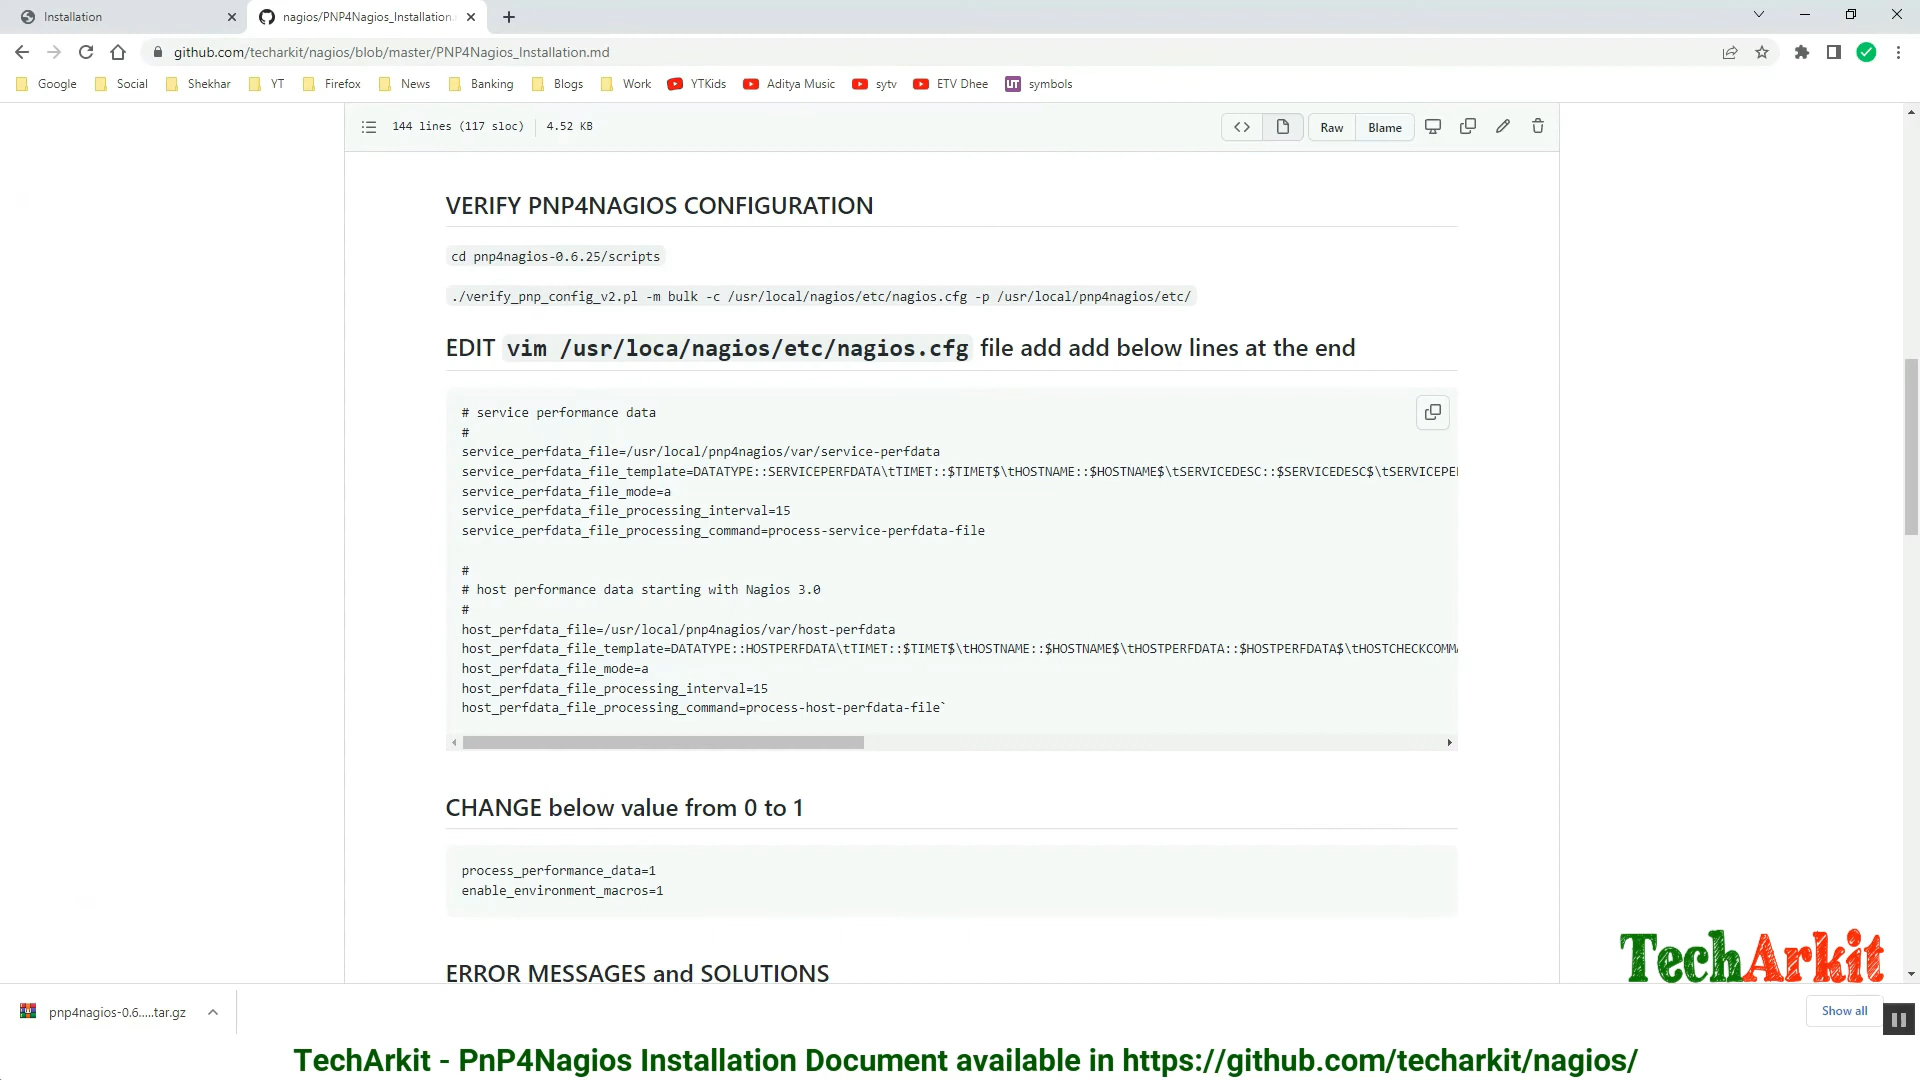 Installation
nagios/PNP4Nagios_Installation.
github.com/techarkit/nagios/blob/master/PNP4Nagios_Installation.md
Google Social Shekhar YT Firefox News Banking Blogs Work YTKids Aditya Music sytv ETV Dhee UT symbols
144 lines (117 sloc) 4.52 KB
Raw Blame
VERIFY PNP4NAGIOS CONFIGURATION
cd pnp4nagios-0.6.25/scripts
./verify_pnp_config_v2.pl -m bulk -c /usr/local/nagios/etc/nagios.cfg -p /usr/local/pnp4nagios/etc/
EDIT vim /usr/loca/nagios/etc/nagios.cfg file add add below lines at the end
# service performance data
#
service_perfdata_file=/usr/local/pnp4nagios/var/service-perfdata
service_perfdata_file_template=DATATYPE::SERVICEPERFDATA\tTIMET::$TIMET$\tHOSTNAME::$HOSTNAME$\tSERVICEDESC::$SERVICEDESC$\tSERVICEPE
service_perfdata_file_mode=a
service_perfdata_file_processing_interval=15
service_perfdata_file_processing_command=process-service-perfdata-file
#
# host performance data starting with Nagios 3.0
#
host_perfdata_file=/usr/local/pnp4nagios/var/host-perfdata
host_perfdata_file_template=DATATYPE::HOSTPERFDATA\tTIMET::$TIMET$\tHOSTNAME::$HOSTNAME$\tHOSTPERFDATA::$HOSTPERFDATA$\tHOSTCHECKCOMMA
host_perfdata_file_mode=a
host_perfdata_file_processing_interval=15
host_perfdata_file_processing_command=process-host-perfdata-file`
CHANGE below value from 0 to 1
process_performance_data=1
enable_environment_macros=1
ERROR MESSAGES and SOLUTIONS
TechArkit
pnp4nagios-0.6.....tar.gz
Show all
TechArkit - PnP4Nagios Installation Document available in https://github.com/techarkit/nagios/